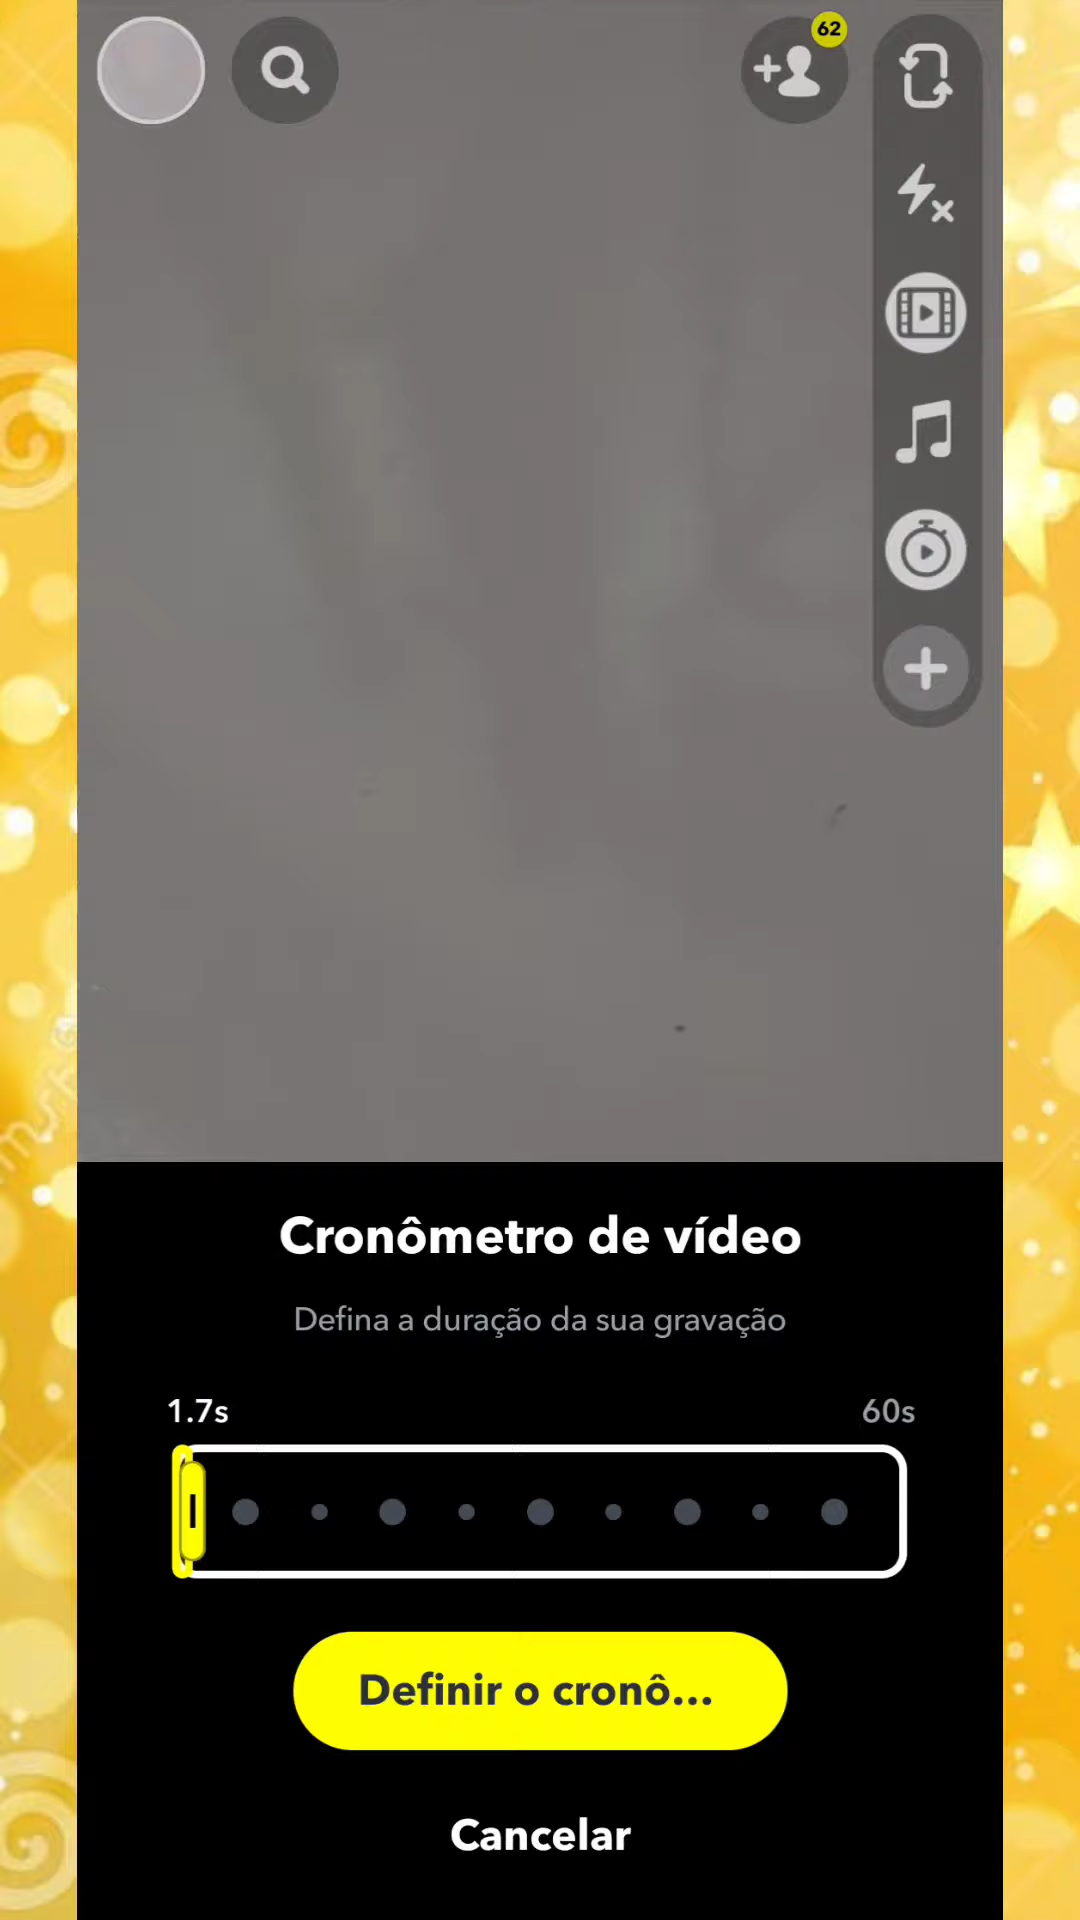 62
Cronômetro de vídeo
Defina a duração da sua gravação
1.7s 60s
Definir o cronô...
Cancelar